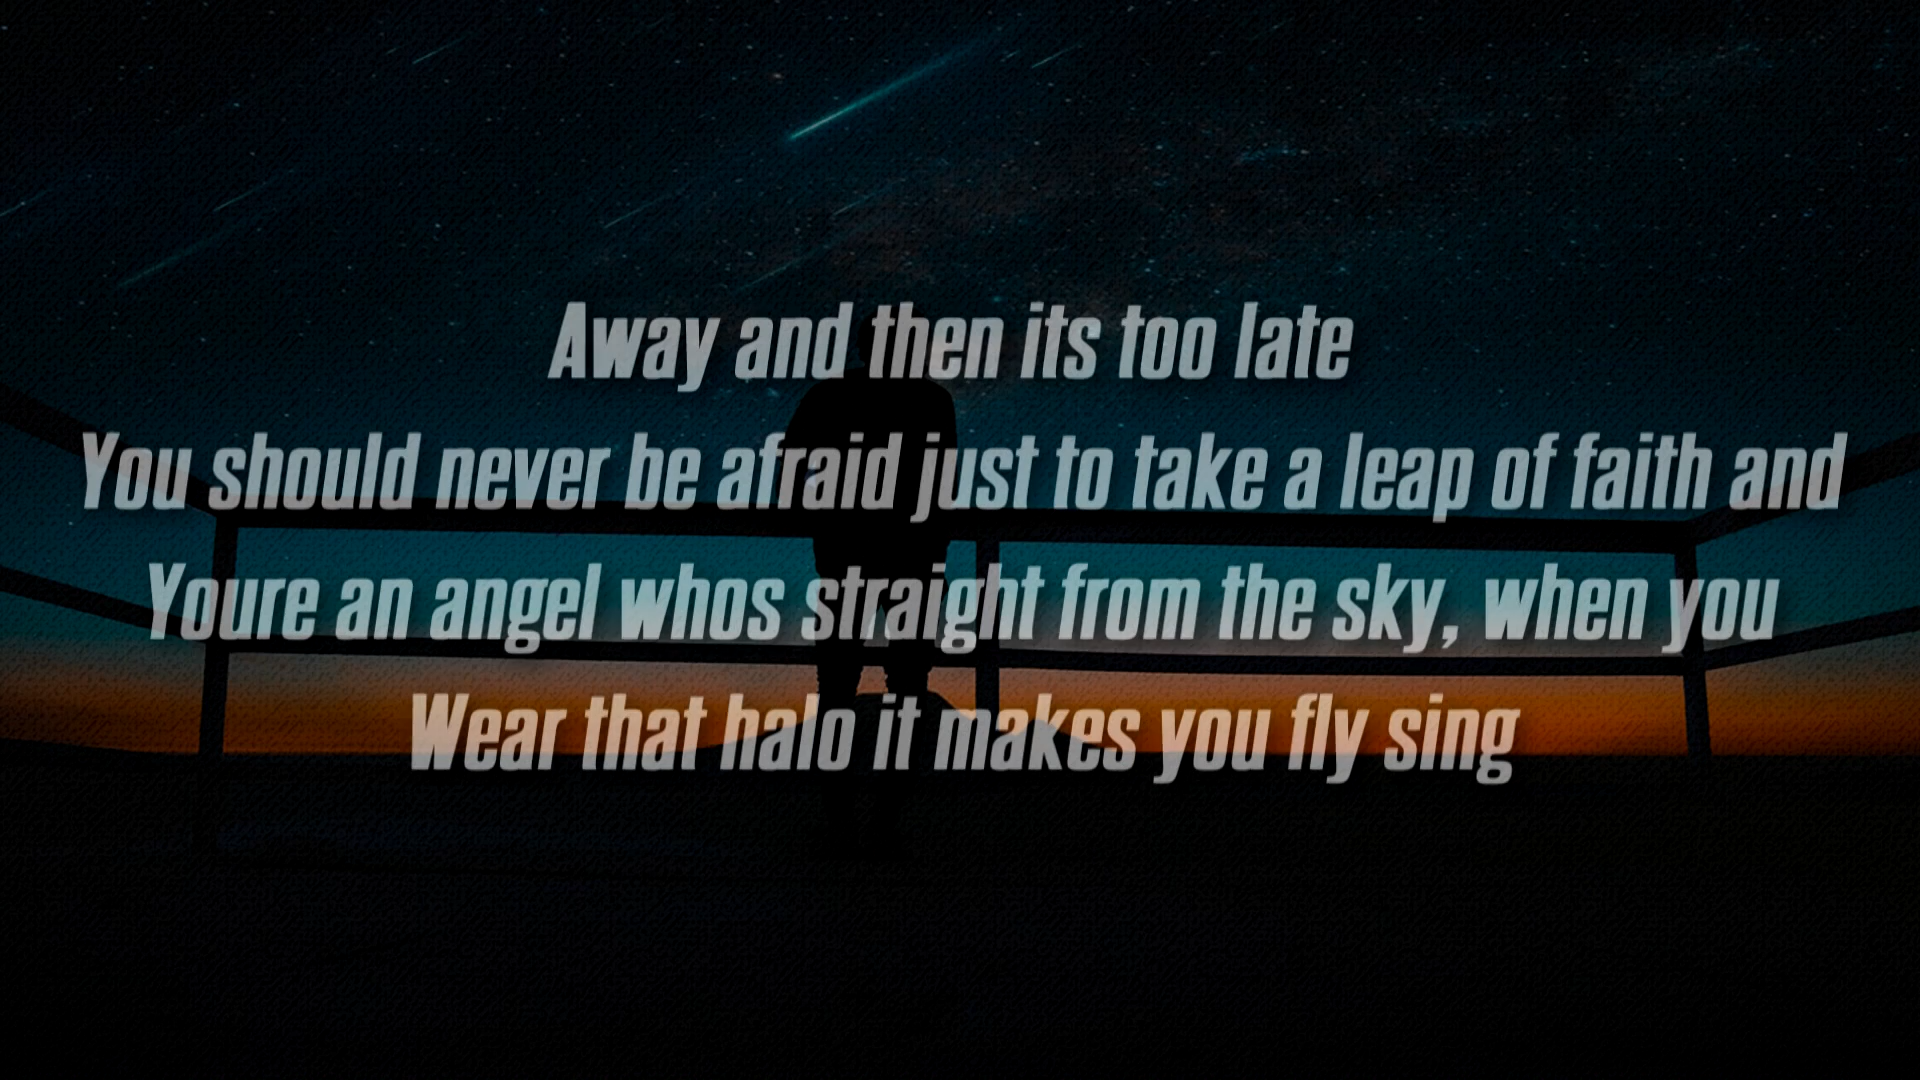 Away and then its too late
You should never be afraid just to take a leap of faith and
Youre an angel whos straight from the sky, when you
Wear that halo it makes you fly sing